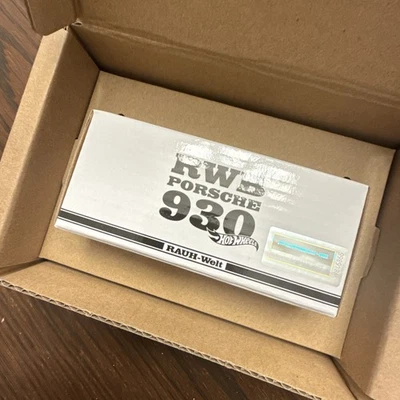 RWB
PORSCHE
930
Hot Wheels
RAUH-Welt